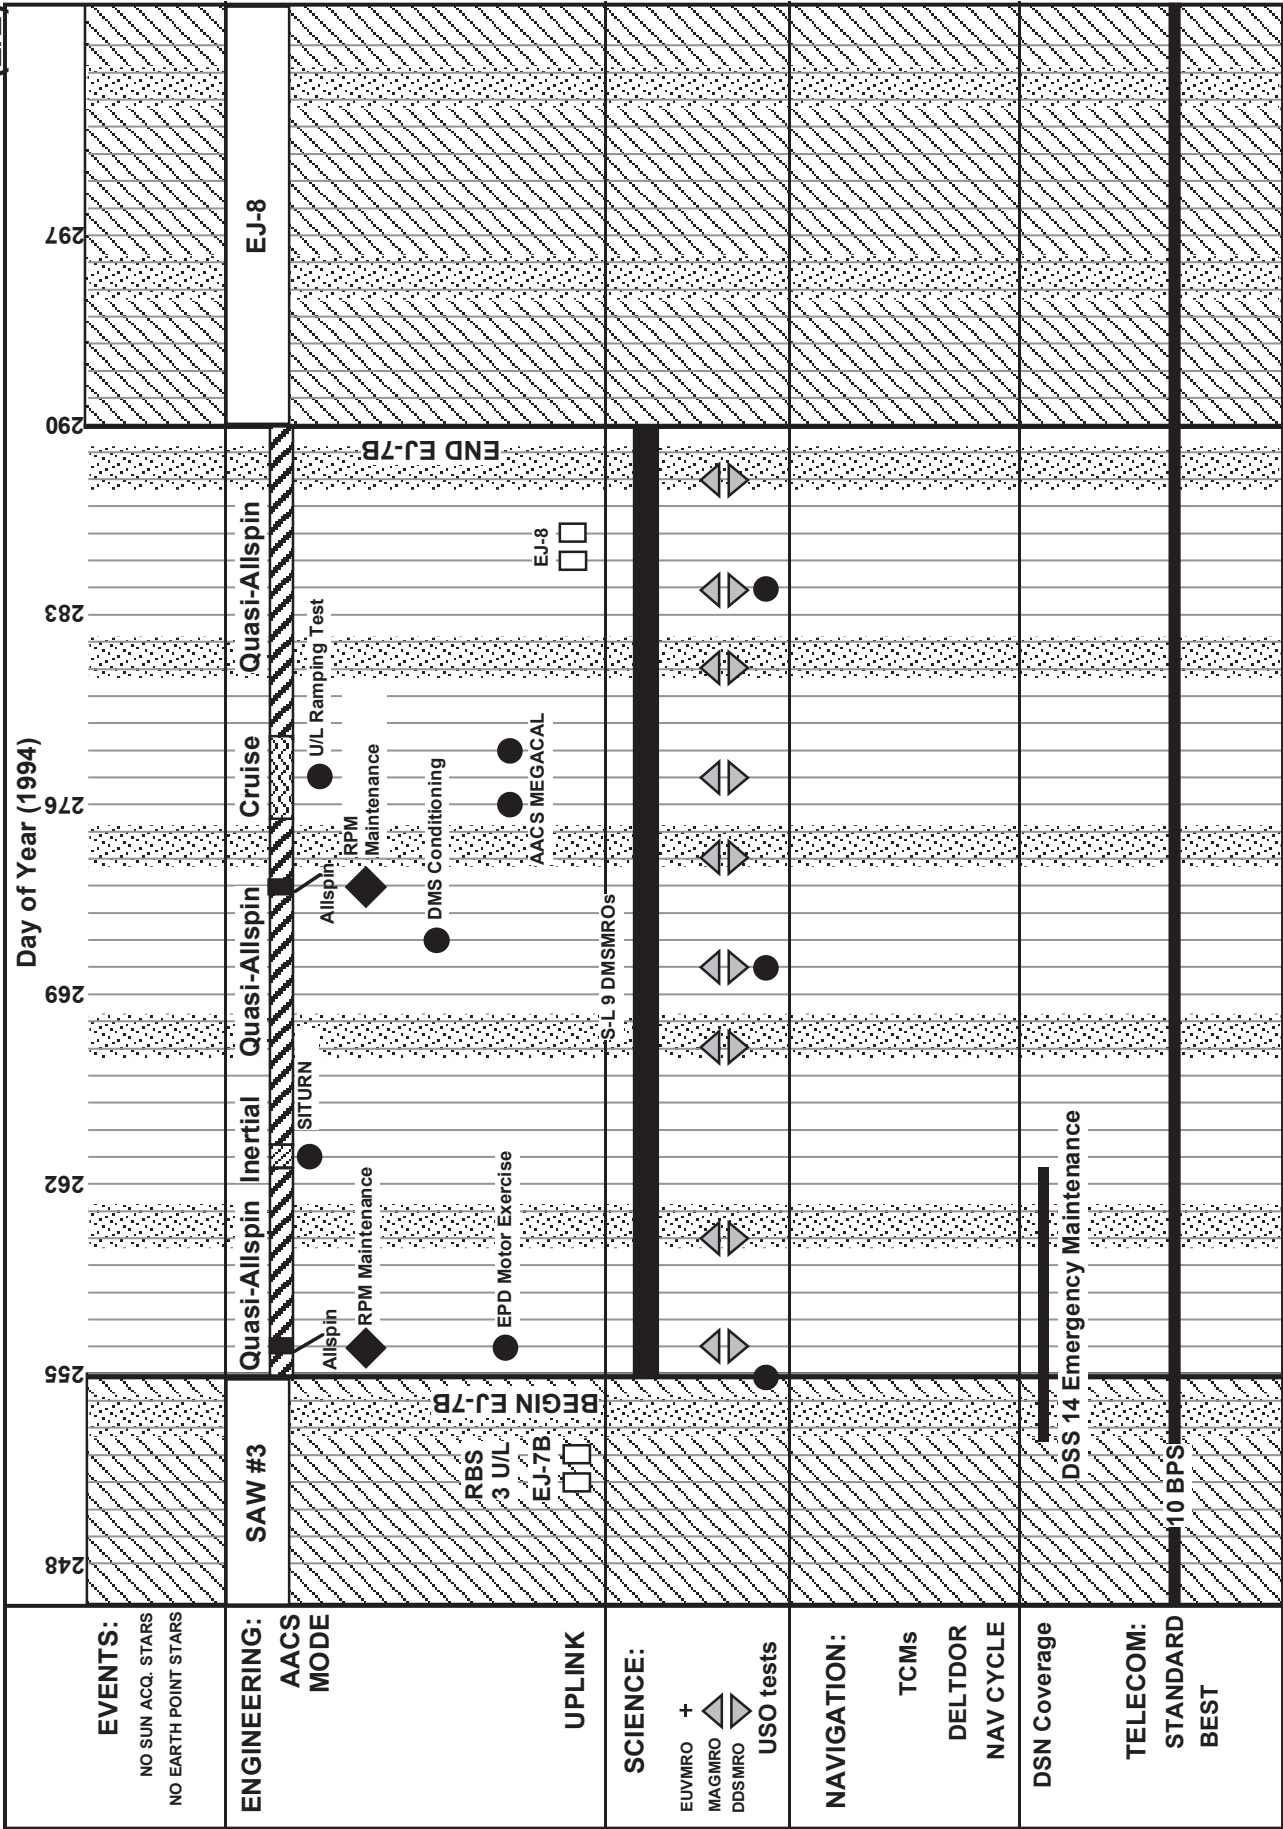 Day of Year (1994)
248
255
262
269
276
283
290
297
EVENTS:
NO SUN ACQ. STARS
NO EARTH POINT STARS
ENGINEERING:
AACS
MODE
SAW #3
Quasi-Allspin
Inertial
Quasi-Allspin
Cruise
Quasi-Allspin
EJ-8
Allspin
SITURN
Allspin
U/L Ramping Test
RPM Maintenance
RPM
Maintenance
DMS Conditioning
BEGIN EJ-7B
END EJ-7B
RBS
3 U/L
EJ-7B
EPD Motor Exercise
AACS MEGACAL
EJ-8
UPLINK
SCIENCE:
S-L 9 DMSMROs
EUVMRO +
MAGMRO
DDSMRO
USO tests
NAVIGATION:
TCMs
DELTDOR
NAV CYCLE
DSN Coverage
DSS 14 Emergency Maintenance
TELECOM:
STANDARD
BEST
10 BPS